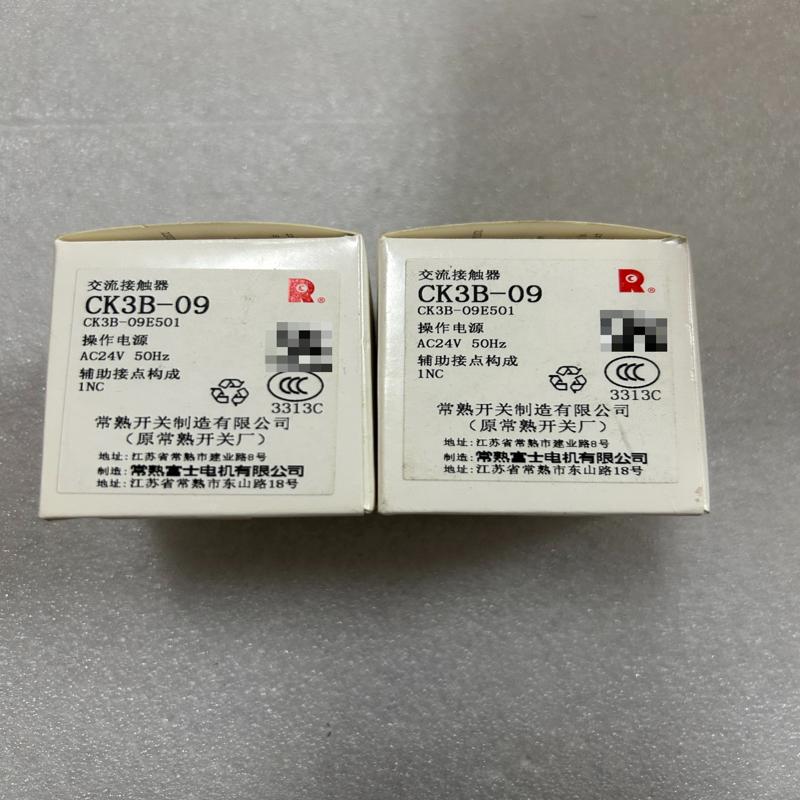 交流接触器
CK3B-09
CK3B-09E501
操作电源
AC24V 50Hz
辅助接点构成
1NC
R®
CCC
3313C
常熟开关制造有限公司
(原常熟开关厂)
地址:江苏省常熟市建业路8号
制造:常熟富士电机有限公司
地址:江苏省常熟市东山路18号
交流接触器
CK3B-09
CK3B-09E501
操作电源
AC24V 50Hz
辅助接点构成
1NC
R®
CCC
3313C
常熟开关制造有限公司
(原常熟开关厂)
地址:江苏省常熟市建业路8号
制造:常熟富士电机有限公司
地址:江苏省常熟市东山路18号